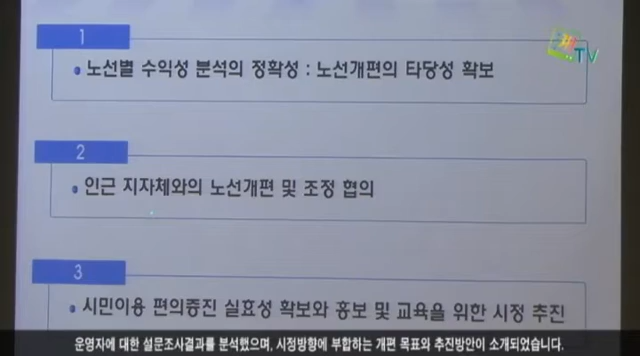 1
노선별 수익성 분석의 정확성 : 노선개편의 타당성 확보
TV
2
인근 지자체와의 노선개편 및 조정 협의
3
시민이용 편의증진 실효성 확보와 홍보 및 교육을 위한 시정 추진
운영자에 대한 설문조사결과를 분석했으며, 시정방향에 부합하는 개편 목표와 추진방안이 소개되었습니다.